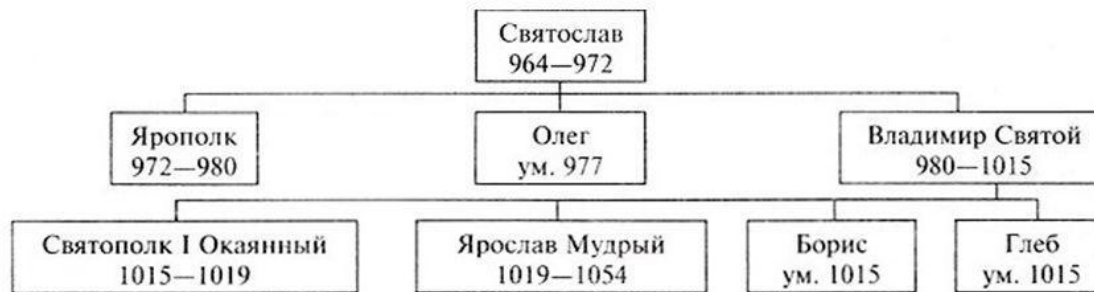 Святослав
964—972
Ярополк
972—980
Олег
ум. 977
Владимир Святой
980—1015
Святополк I Окаянный
1015—1019
Ярослав Мудрый
1019—1054
Борис
ум. 1015
Глеб
ум. 1015